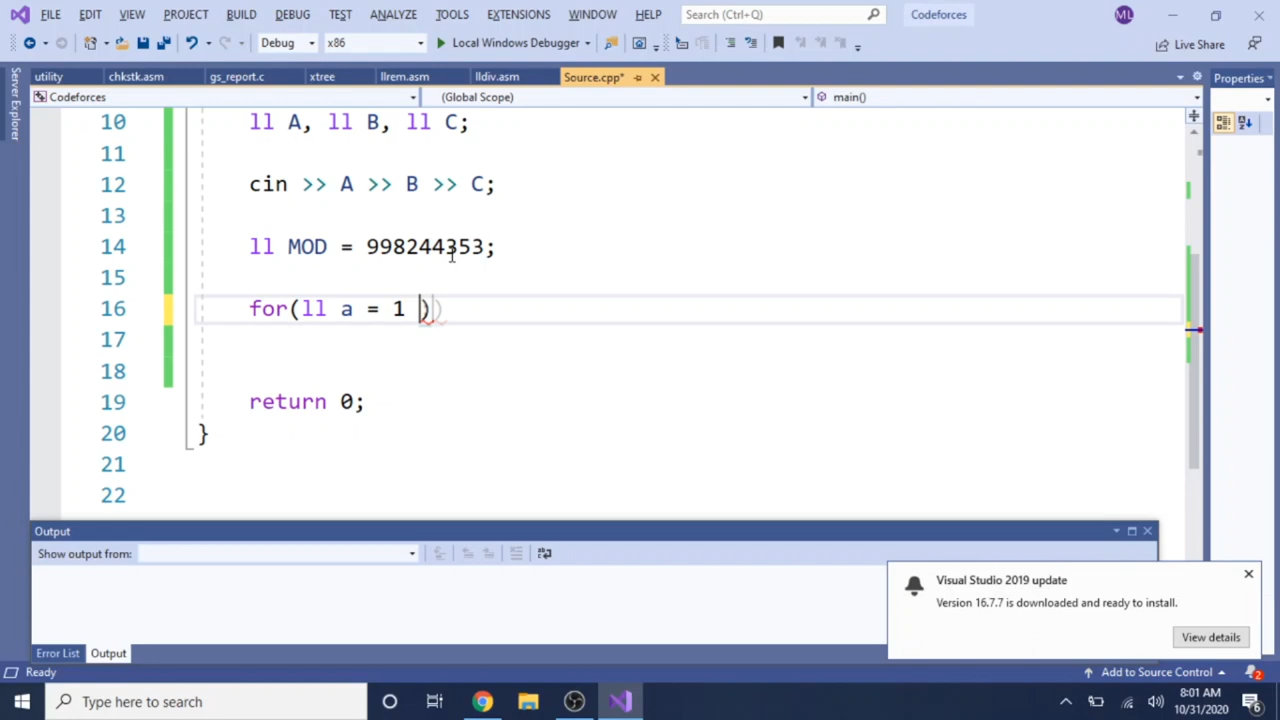 FILE EDIT VIEW PROJECT BUILD DEBUG TEST ANALYZE TOOLS EXTENSIONS WINDOW HELP Search (Ctrl+Q) Codeforces ML
Debug x86 Local Windows Debugger Live Share
Server Explorer
utility chkstk.asm gs_report.c xtree llrem.asm lldiv.asm Source.cpp* Properties
Codeforces (Global Scope) main()
10 ll A, ll B, ll C;
11
12 cin >> A >> B >> C;
13
14 ll MOD = 998244353;
15
16 for(ll a = 1 ))
17
18
19 return 0;
20 }
21
22
Output
Show output from:
Visual Studio 2019 update
Version 16.7.7 is downloaded and ready to install.
View details
Error List Output
Ready Add to Source Control 2
Type here to search
8:01 AM
10/31/2020 6